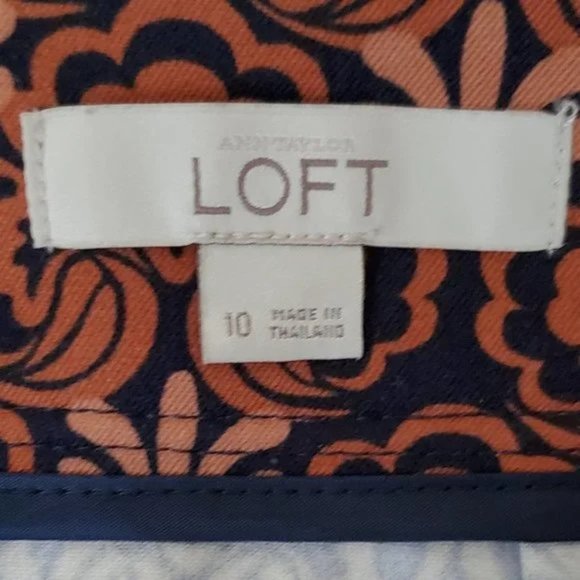 ANN TAYLOR
LOFT
10
MADE IN
THAILAND